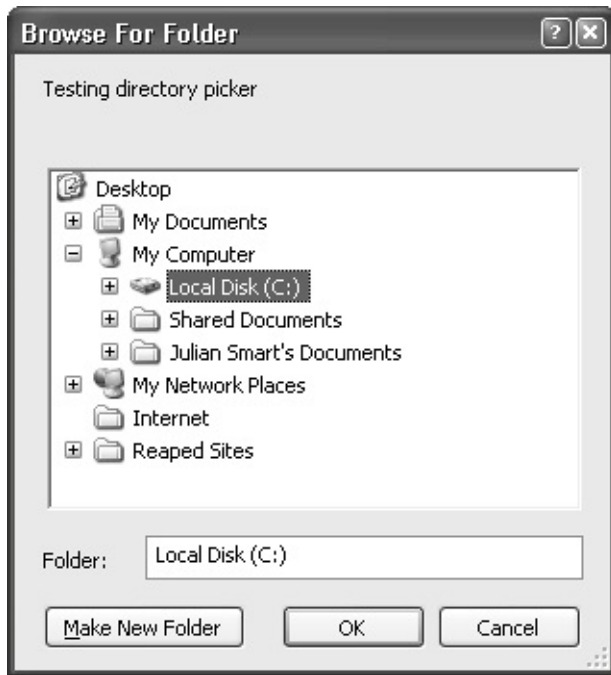 Browse For Folder
Testing directory picker
Desktop
My Documents
My Computer
Local Disk (C:)
Shared Documents
Julian Smart's Documents
My Network Places
Internet
Reaped Sites
Folder: Local Disk (C:)
Make New Folder OK Cancel